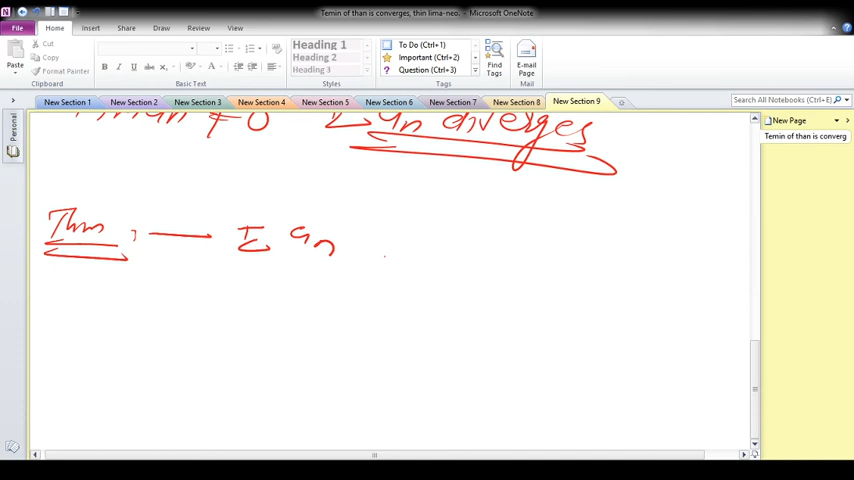 Temin of than is converges, thin lima-neo. - Microsoft OneNote
File Home Insert Share Draw Review View
Cut
Copy
Format Painter
Paste
Clipboard
Basic Text
Heading 1
Heading 2
Heading 3
Styles
To Do (Ctrl+1)
Important (Ctrl+2)
Question (Ctrl+3)
Tags
Find Tags
E-mail Page
Mail
New Section 1 New Section 2 New Section 3 New Section 4 New Section 5 New Section 6 New Section 7 New Section 8 New Section 9
Search All Notebooks (Ctrl+E)
Personal
New Page
Temin of than is converg
≠ 0 Σ an diverges
Thm : → Σ an